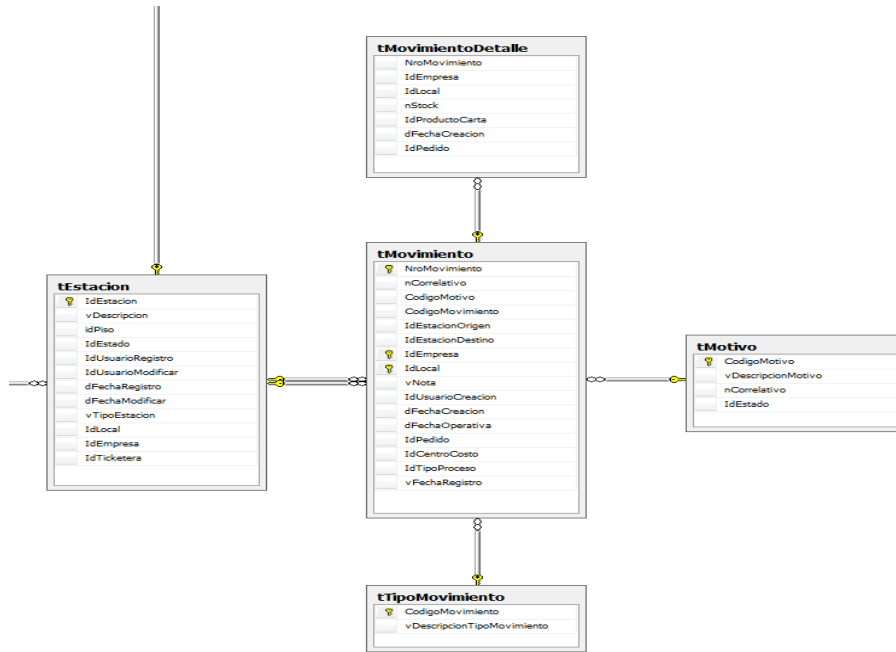 tMovimientoDetalle
NroMovimiento
IdEmpresa
IdLocal
nStock
IdProductoCarta
dFechaCreacion
IdPedido
tEstacion
IdEstacion
vDescripcion
idPiso
IdEstado
IdUsuarioRegistro
IdUsuarioModificar
dFechaRegistro
dFechaModificar
vTipoEstacion
IdLocal
IdEmpresa
IdTicketera
tMovimiento
NroMovimiento
nCorrelativo
CodigoMotivo
CodigoMovimiento
IdEstacionOrigen
IdEstacionDestino
IdEmpresa
IdLocal
vNota
IdUsuarioCreacion
dFechaCreacion
dFechaOperativa
IdPedido
IdCentroCosto
IdTipoProceso
vFechaRegistro
tMotivo
CodigoMotivo
vDescripcionMotivo
nCorrelativo
IdEstado
tTipoMovimiento
CodigoMovimiento
vDescripcionTipoMovimiento